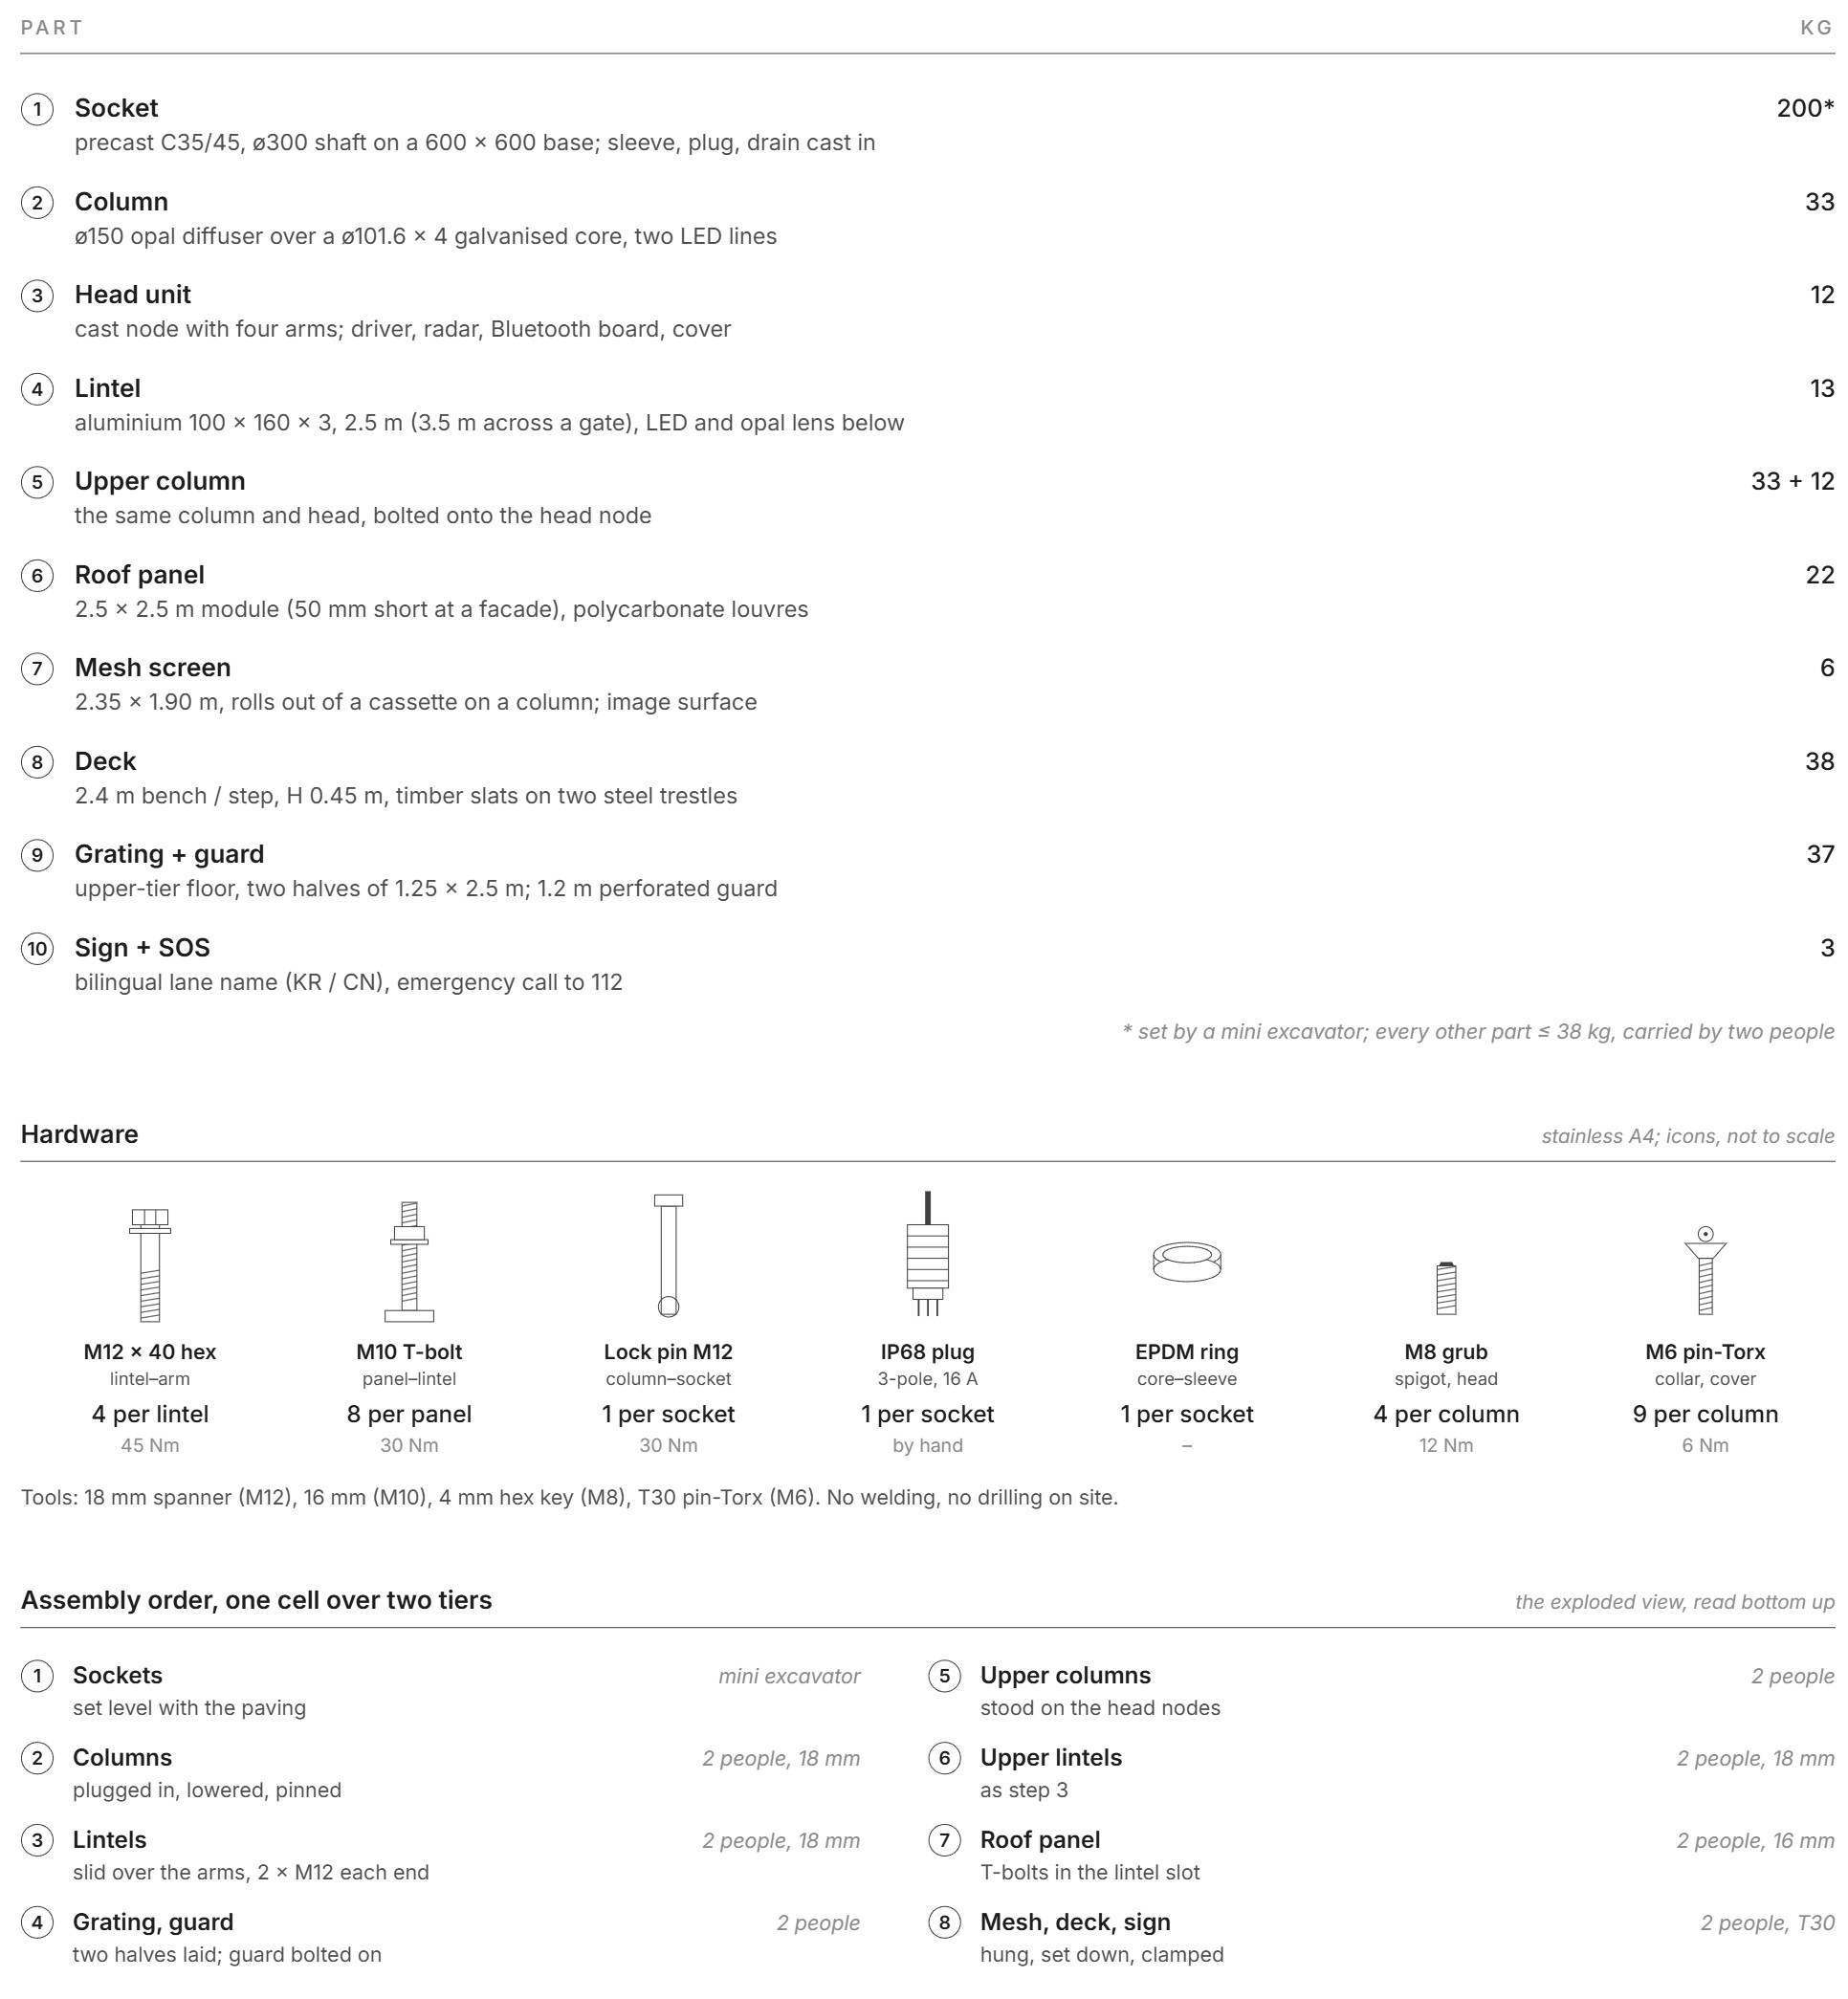 PART KG
1 Socket 200*
precast C35/45, ø300 shaft on a 600 × 600 base; sleeve, plug, drain cast in
2 Column 33
ø150 opal diffuser over a ø101.6 × 4 galvanised core, two LED lines
3 Head unit 12
cast node with four arms; driver, radar, Bluetooth board, cover
4 Lintel 13
aluminium 100 × 160 × 3, 2.5 m (3.5 m across a gate), LED and opal lens below
5 Upper column 33 + 12
the same column and head, bolted onto the head node
6 Roof panel 22
2.5 × 2.5 m module (50 mm short at a facade), polycarbonate louvres
7 Mesh screen 6
2.35 × 1.90 m, rolls out of a cassette on a column; image surface
8 Deck 38
2.4 m bench / step, H 0.45 m, timber slats on two steel trestles
9 Grating + guard 37
upper-tier floor, two halves of 1.25 × 2.5 m; 1.2 m perforated guard
10 Sign + SOS 3
bilingual lane name (KR / CN), emergency call to 112
* set by a mini excavator; every other part ≤ 38 kg, carried by two people
Hardware stainless A4; icons, not to scale
M12 × 40 hex M10 T-bolt Lock pin M12 IP68 plug EPDM ring M8 grub M6 pin-Torx
lintel–arm panel–lintel column–socket 3-pole, 16 A core–sleeve spigot, head collar, cover
4 per lintel 8 per panel 1 per socket 1 per socket 1 per socket 4 per column 9 per column
45 Nm 30 Nm 30 Nm by hand – 12 Nm 6 Nm
Tools: 18 mm spanner (M12), 16 mm (M10), 4 mm hex key (M8), T30 pin-Torx (M6). No welding, no drilling on site.
Assembly order, one cell over two tiers the exploded view, read bottom up
1 Sockets mini excavator
set level with the paving
2 Columns 2 people, 18 mm
plugged in, lowered, pinned
3 Lintels 2 people, 18 mm
slid over the arms, 2 × M12 each end
4 Grating, guard 2 people
two halves laid; guard bolted on
5 Upper columns 2 people
stood on the head nodes
6 Upper lintels 2 people, 18 mm
as step 3
7 Roof panel 2 people, 16 mm
T-bolts in the lintel slot
8 Mesh, deck, sign 2 people, T30
hung, set down, clamped